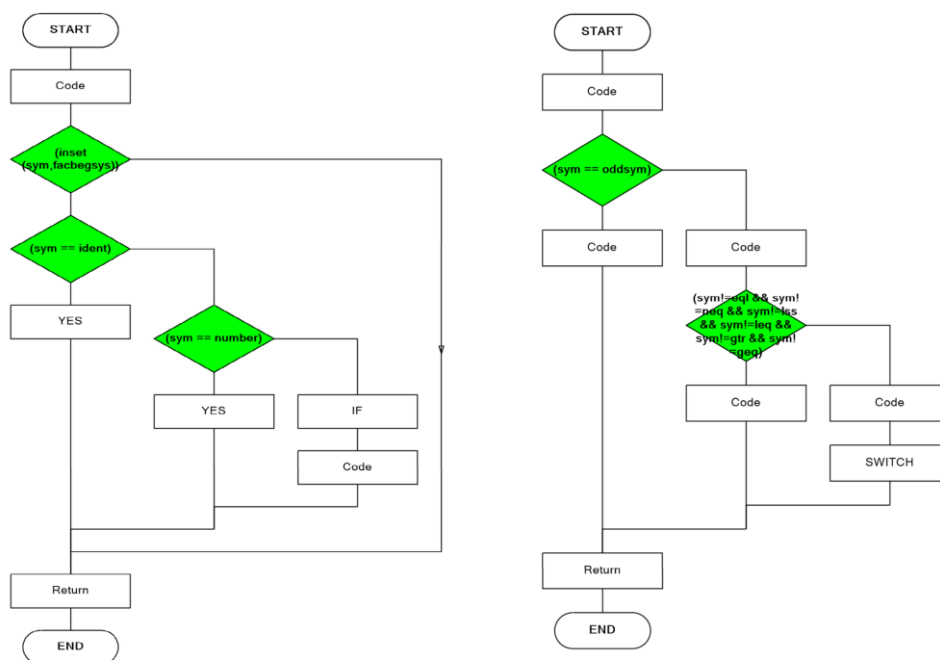 START
Code
(inset
(sym,facbegsys))
(sym == ident)
YES
(sym == number)
YES
IF
Code
Return
END
START
Code
(sym == oddsym)
Code
Code
(sym!=eql && sym!
=neq && sym!=lss
&& sym!=leq &&
sym!=gtr && sym!
=geq)
Code
Code
SWITCH
Return
END